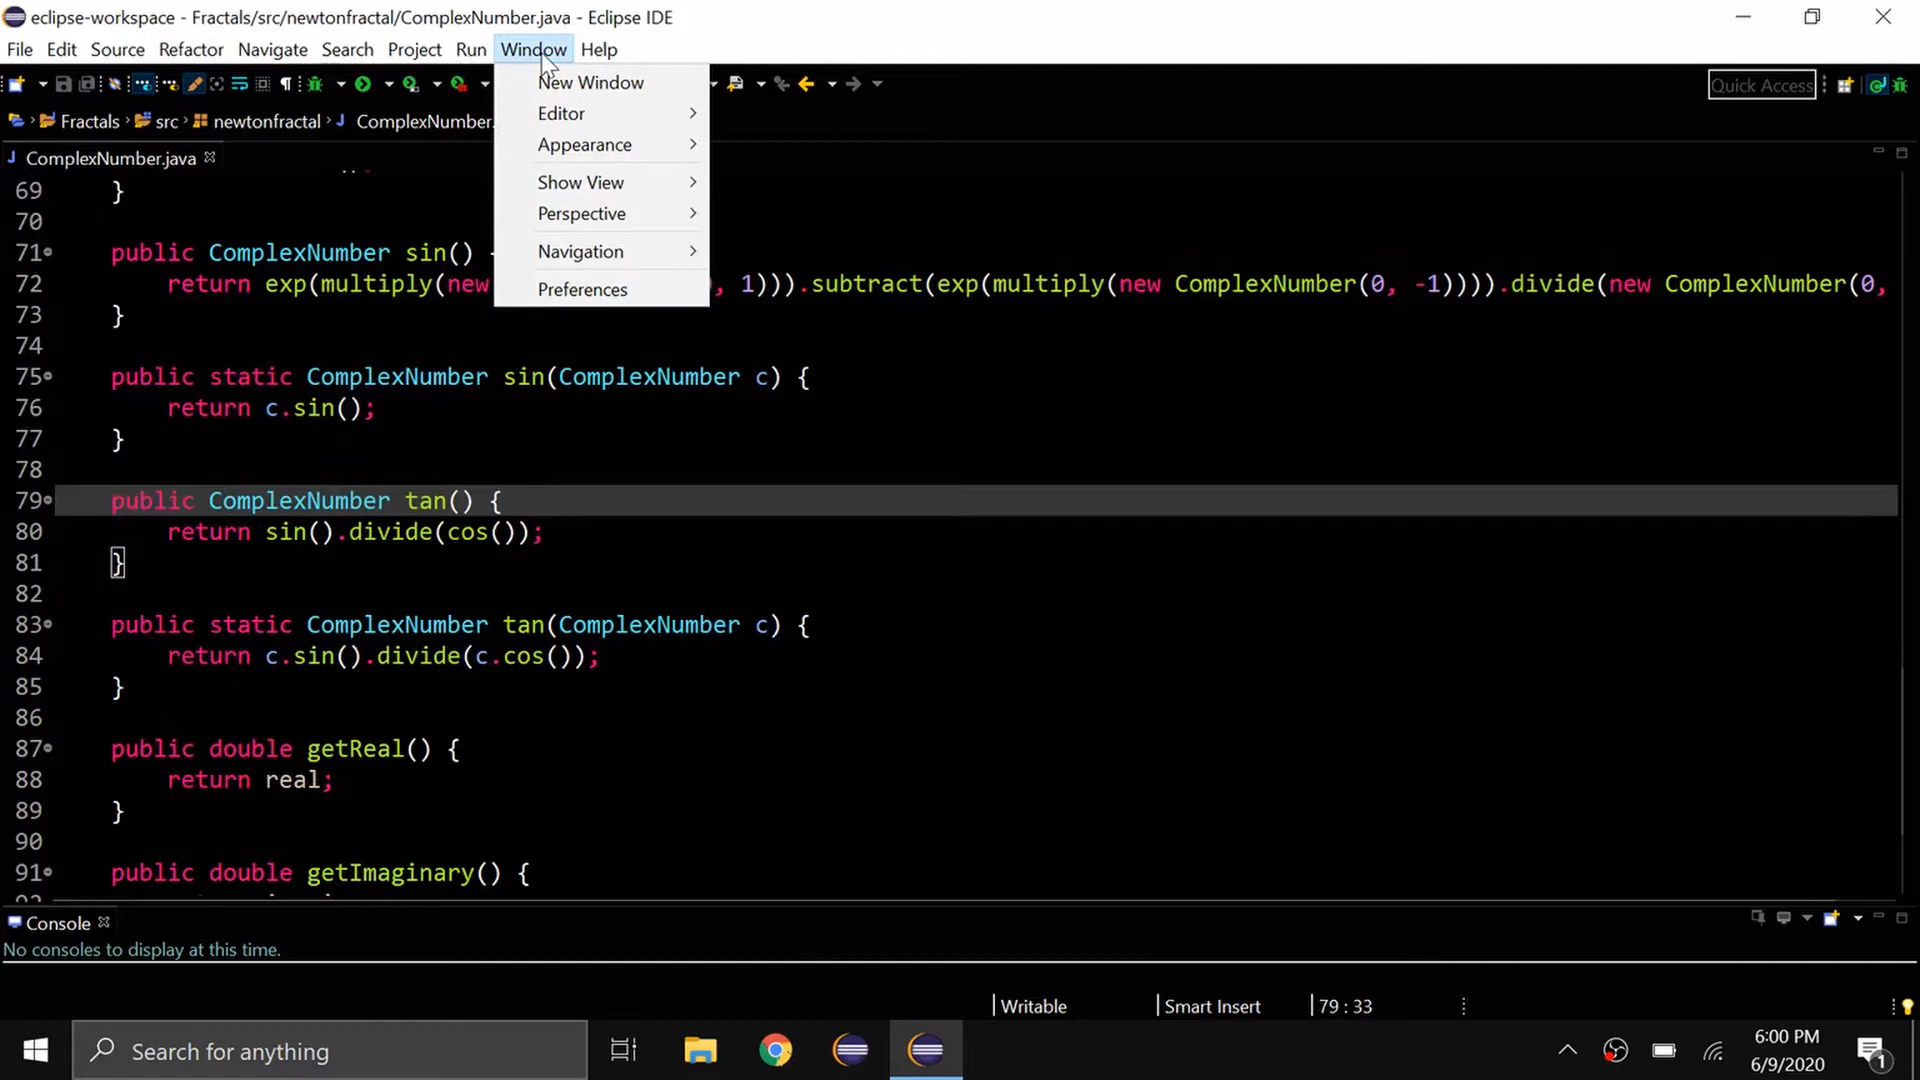 eclipse-workspace - Fractals/src/newtonfractal/ComplexNumber.java - Eclipse IDE
File Edit Source Refactor Navigate Search Project Run Window Help
New Window
Quick Access
Editor
Fractals src newtonfractal ComplexNumber.
Appearance
ComplexNumber.java
Show View
69 }
Perspective
70
71 public ComplexNumber sin()
Navigation
72 return exp(multiply(new , 1))).subtract(exp(multiply(new ComplexNumber(0, -1)))).divide(new ComplexNumber(0,
Preferences
73 }
74
75 public static ComplexNumber sin(ComplexNumber c) {
76 return c.sin();
77 }
78
79 public ComplexNumber tan() {
80 return sin().divide(cos());
81 }
82
83 public static ComplexNumber tan(ComplexNumber c) {
84 return c.sin().divide(c.cos());
85 }
86
87 public double getReal() {
88 return real;
89 }
90
91 public double getImaginary() {
Console
No consoles to display at this time.
Writable Smart Insert 79 : 33
Search for anything
6:00 PM
6/9/2020
1